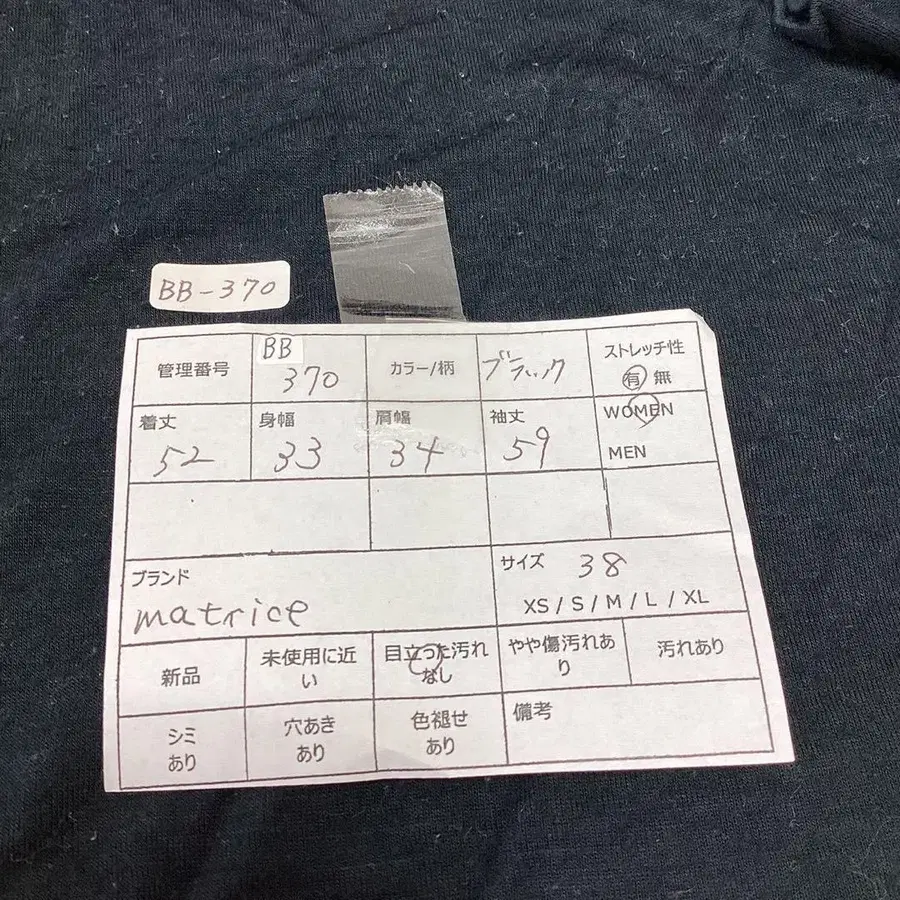 BB-370
管理番号
BB
370
カラー/柄
ブラック
ストレッチ性
有 無
着丈
52
身幅
33
肩幅
34
袖丈
59
WOMEN
MEN
ブランド
matrice
サイズ 38
XS / S / M / L / XL
新品
未使用に近
い
目立った汚れ
なし
やや傷汚れあ
り
汚れあり
シミ
あり
穴あき
あり
色褪せ
あり
備考